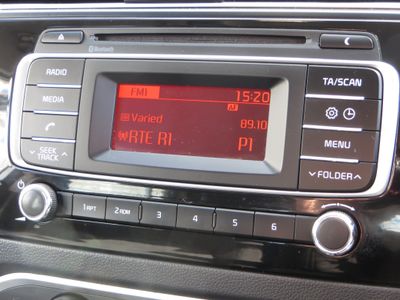 Bluetooth
RADIO
MEDIA
SEEK
TRACK
FM1 15:20
AF
Varied 89.10
RTE R1 P1
TA/SCAN
MENU
FOLDER
1 RPT 2 RDM 3 4 5 6